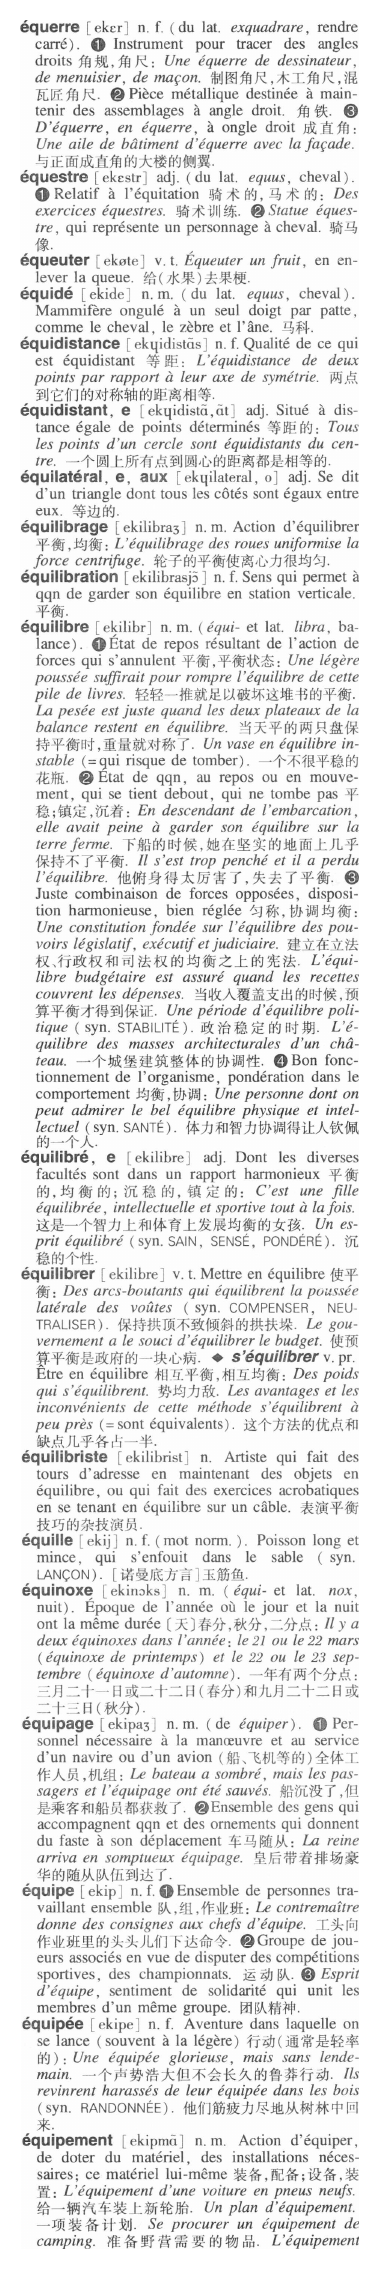 équerre [ekɛr] n. f. (du lat. exquadrare, rendre
carré). ❶ Instrument pour tracer des angles
droits 角规,角尺: Une équerre de dessinateur,
de menuisier, de maçon. 制图角尺,木工角尺,混
瓦匠角尺. ❷ Pièce métallique destinée à main-
tenir des assemblages à angle droit. 角铁. ❸
D'équerre, en équerre, à ongle droit 成直角:
Une aile de bâtiment d'équerre avec la façade.
与正面成直角的大楼的侧翼.
équestre [ekɛstr] adj. (du lat. equus, cheval).
❶ Relatif à l'équitation 骑术的,马术的: Des
exercices équestres. 骑术训练. ❷ Statue éques-
tre, qui représente un personnage à cheval. 骑马
像.
équeuter [ekøte] v. t. Équeuter un fruit, en en-
lever la queue. 给(水果)去果梗.
équidé [ekide] n. m. (du lat. equus, cheval).
Mammifère ongulé à un seul doigt par patte,
comme le cheval, le zèbre et l'âne. 马科.
équidistance [ekɥidistɑ̃s] n. f. Qualité de ce qui
est équidistant 等距: L'équidistance de deux
points par rapport à leur axe de symétrie. 两点
到它们的对称轴的距离相等.
équidistant, e [ekɥidistɑ̃,ɑ̃t] adj. Situé à dis-
tance égale de points déterminés 等距的: Tous
les points d'un cercle sont équidistants du cen-
tre. 一个圆上所有点到圆心的距离都是相等的.
équilatéral, e, aux [ekɥilateral, o] adj. Se dit
d'un triangle dont tous les côtés sont égaux entre
eux. 等边的.
équilibrage [ekilibraʒ] n. m. Action d'équilibrer
平衡,均衡: L'équilibrage des roues uniformise la
force centrifuge. 轮子的平衡使离心力很均匀.
équilibration [ekilibrasjɔ̃] n. f. Sens qui permet à
qqn de garder son équilibre en station verticale.
平衡.
équilibre [ekilibr] n. m. (équi- et lat. libra, ba-
lance). ❶ État de repos résultant de l'action de
forces qui s'annulent 平衡,平衡状态: Une légère
poussée suffirait pour rompre l'équilibre de cette
pile de livres. 轻轻一推就足以破坏这堆书的平衡.
La pesée est juste quand les deux plateaux de la
balance restent en équilibre. 当天平的两只盘保
持平衡时,重量就对称了. Un vase en équilibre in-
stable (=qui risque de tomber). 一个不很平稳的
花瓶. ❷ État de qqn, au repos ou en mouve-
ment, qui se tient debout, qui ne tombe pas 平
稳;镇定,沉着: En descendant de l'embarcation,
elle avait peine à garder son équilibre sur la
terre ferme. 下船的时候,她在坚实的地面上几乎
保持不了平衡. Il s'est trop penché et il a perdu
l'équilibre. 他俯身得太厉害了,失去了平衡. ❸
Juste combinaison de forces opposées, disposi-
tion harmonieuse, bien réglée 匀称,协调均衡:
Une constitution fondée sur l'équilibre des pou-
voirs législatif, exécutif et judiciaire. 建立在立法
权、行政权和司法权的均衡之上的宪法. L'équi-
libre budgétaire est assuré quand les recettes
couvrent les dépenses. 当收入覆盖支出的时候,预
算平衡才得到保证. Une période d'équilibre poli-
tique (syn. STABILITÉ). 政治稳定的时期. L'é-
quilibre des masses architecturales d'un châ-
teau. 一个城堡建筑整体的协调性. ❹ Bon fonc-
tionnement de l'organisme, pondération dans le
comportement 均衡,协调: Une personne dont on
peut admirer le bel équilibre physique et intel-
lectuel (syn. SANTÉ). 体力和智力协调得让人钦佩
的一个人.
équilibré, e [ekilibre] adj. Dont les diverses
facultés sont dans un rapport harmonieux 平衡
的,均衡的;沉稳的,镇定的: C'est une fille
équilibrée, intellectuelle et sportive tout à la fois.
这是一个智力上和体育上发展均衡的女孩. Un es-
prit équilibré (syn. SAIN, SENSÉ, PONDÉRÉ). 沉
稳的个性.
équilibrer [ekilibre] v. t. Mettre en équilibre 使平
衡: Des arcs-boutants qui équilibrent la poussée
latérale des voûtes (syn. COMPENSER, NEU-
TRALISER). 保持拱顶不致倾斜的拱扶垛. Le gou-
vernement a le souci d'équilibrer le budget. 使预
算平衡是政府的一块心病. ◆ s'équilibrer v. pr.
Être en équilibre 相互平衡,相互均衡: Des poids
qui s'équilibrent. 势均力敌. Les avantages et les
inconvénients de cette méthode s'équilibrent à
peu près (=sont équivalents). 这个方法的优点和
缺点几乎各占一半.
équilibriste [ekilibrist] n. Artiste qui fait des
tours d'adresse en maintenant des objets en
équilibre, ou qui fait des exercices acrobatiques
en se tenant en équilibre sur un câble. 表演平衡
技巧的杂技演员.
équille [ekij] n. f. (mot norm.). Poisson long et
mince, qui s'enfouit dans le sable (syn.
LANÇON). [诺曼底方言]玉筋鱼.
équinoxe [ekinɔks] n. m. (équi- et lat. nox,
nuit). Époque de l'année où le jour et la nuit
ont la même durée [天]春分,秋分,二分点: Il y a
deux équinoxes dans l'année: le 21 ou le 22 mars
(équinoxe de printemps) et le 22 ou le 23 sep-
tembre (équinoxe d'automne). 一年有两个分点:
三月二十一日或二十二日(春分)和九月二十二日或
二十三日(秋分).
équipage [ekipaʒ] n. m. (de équiper). ❶ Per-
sonnel nécessaire à la manœuvre et au service
d'un navire ou d'un avion (船、飞机等的)全体工
作人员,机组: Le bateau a sombré, mais les pas-
sagers et l'équipage ont été sauvés. 船沉没了,但
是乘客和船员都获救了. ❷ Ensemble des gens qui
accompagnent qqn et des ornements qui donnent
du faste à son déplacement 车马随从: La reine
arriva en somptueux équipage. 皇后带着排场豪
华的随从队伍到达了.
équipe [ekip] n. f. ❶ Ensemble de personnes tra-
vaillant ensemble 队,组,作业班: Le contremaître
donne des consignes aux chefs d'équipe. 工头向
作业班里的头头儿们下达命令. ❷ Groupe de jou-
eurs associés en vue de disputer des compétitions
sportives, des championnats. 运动队. ❸ Esprit
d'équipe, sentiment de solidarité qui unit les
membres d'un même groupe. 团队精神.
équipée [ekipe] n. f. Aventure dans laquelle on
se lance (souvent à la légère) 行动(通常是轻率
的): Une équipée glorieuse, mais sans lende-
main. 一个声势浩大但不会长久的鲁莽行动. Ils
revinrent harassés de leur équipée dans les bois
(syn. RANDONNÉE). 他们筋疲力尽地从树林中回
来.
équipement [ekipmɑ̃] n. m. Action d'équiper,
de doter du matériel, des installations néces-
saires; ce matériel lui-même 装备,配备;设备,装
置: L'équipement d'une voiture en pneus neufs.
给一辆汽车装上新轮胎. Un plan d'équipement.
一项装备计划. Se procurer un équipement de
camping. 准备野营需要的物品. L'équipement